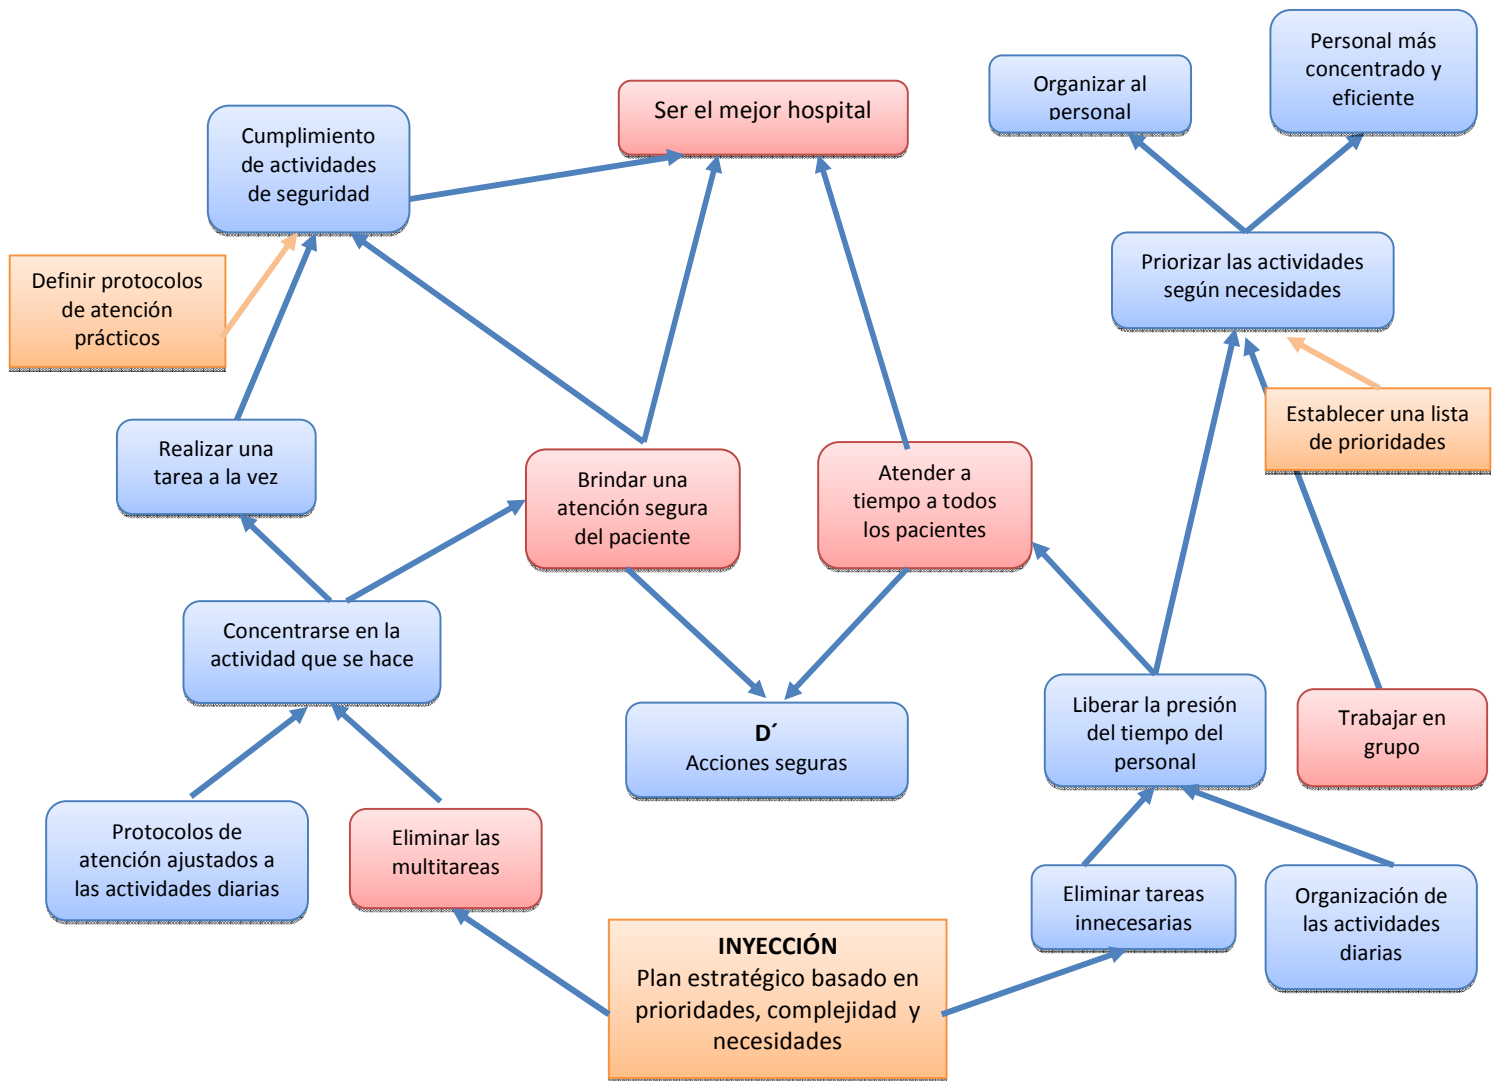 Personal más
concentrado y
eficiente
Organizar al
personal
Ser el mejor hospital
Cumplimiento
de actividades
de seguridad
Priorizar las actividades
según necesidades
Definir protocolos
de atención
prácticos
Establecer una lista
de prioridades
Realizar una
tarea a la vez
Brindar una
atención segura
del paciente
Atender a
tiempo a todos
los pacientes
Concentrarse en la
actividad que se hace
Liberar la presión
del tiempo del
personal
Trabajar en
grupo
D´
Acciones seguras
Protocolos de
atención ajustados a
las actividades diarias
Eliminar las
multitareas
Eliminar tareas
innecesarias
Organización de
las actividades
diarias
INYECCIÓN
Plan estratégico basado en
prioridades, complejidad y
necesidades